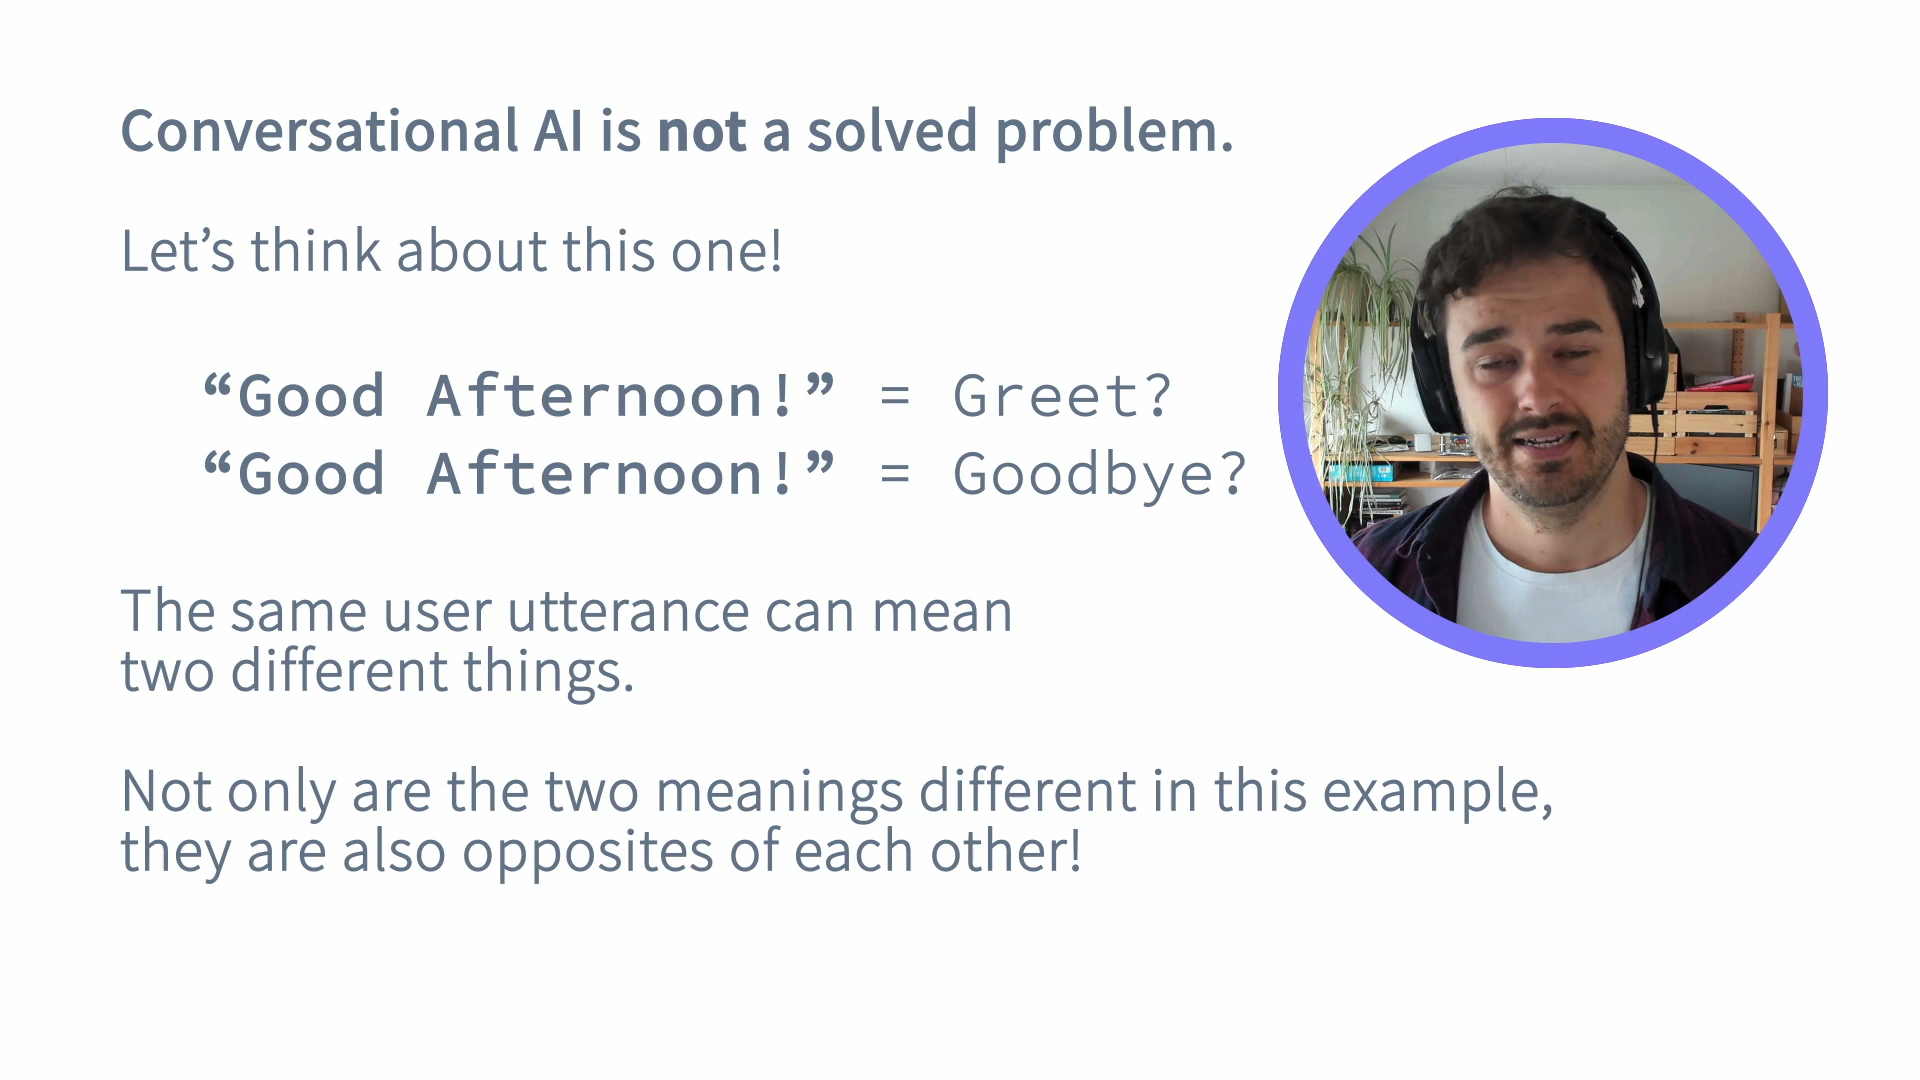 Conversational AI is not a solved problem.
Let’s think about this one!
“Good Afternoon!” = Greet?
“Good Afternoon!” = Goodbye?
The same user utterance can mean
two different things.
Not only are the two meanings different in this example,
they are also opposites of each other!